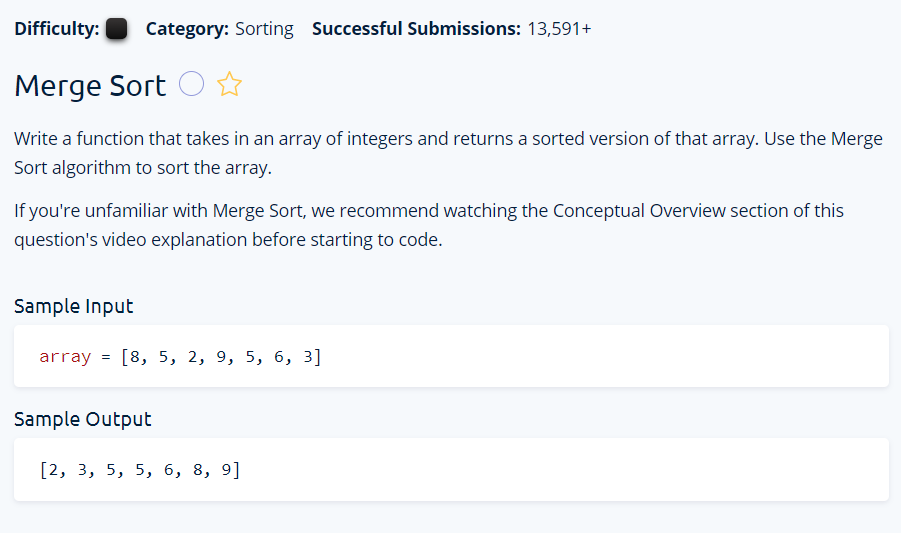 Difficulty: Category: Sorting Successful Submissions: 13,591+
Merge Sort
Write a function that takes in an array of integers and returns a sorted version of that array. Use the Merge
Sort algorithm to sort the array.
If you're unfamiliar with Merge Sort, we recommend watching the Conceptual Overview section of this
question's video explanation before starting to code.
Sample Input
array = [8, 5, 2, 9, 5, 6, 3]
Sample Output
[2, 3, 5, 5, 6, 8, 9]